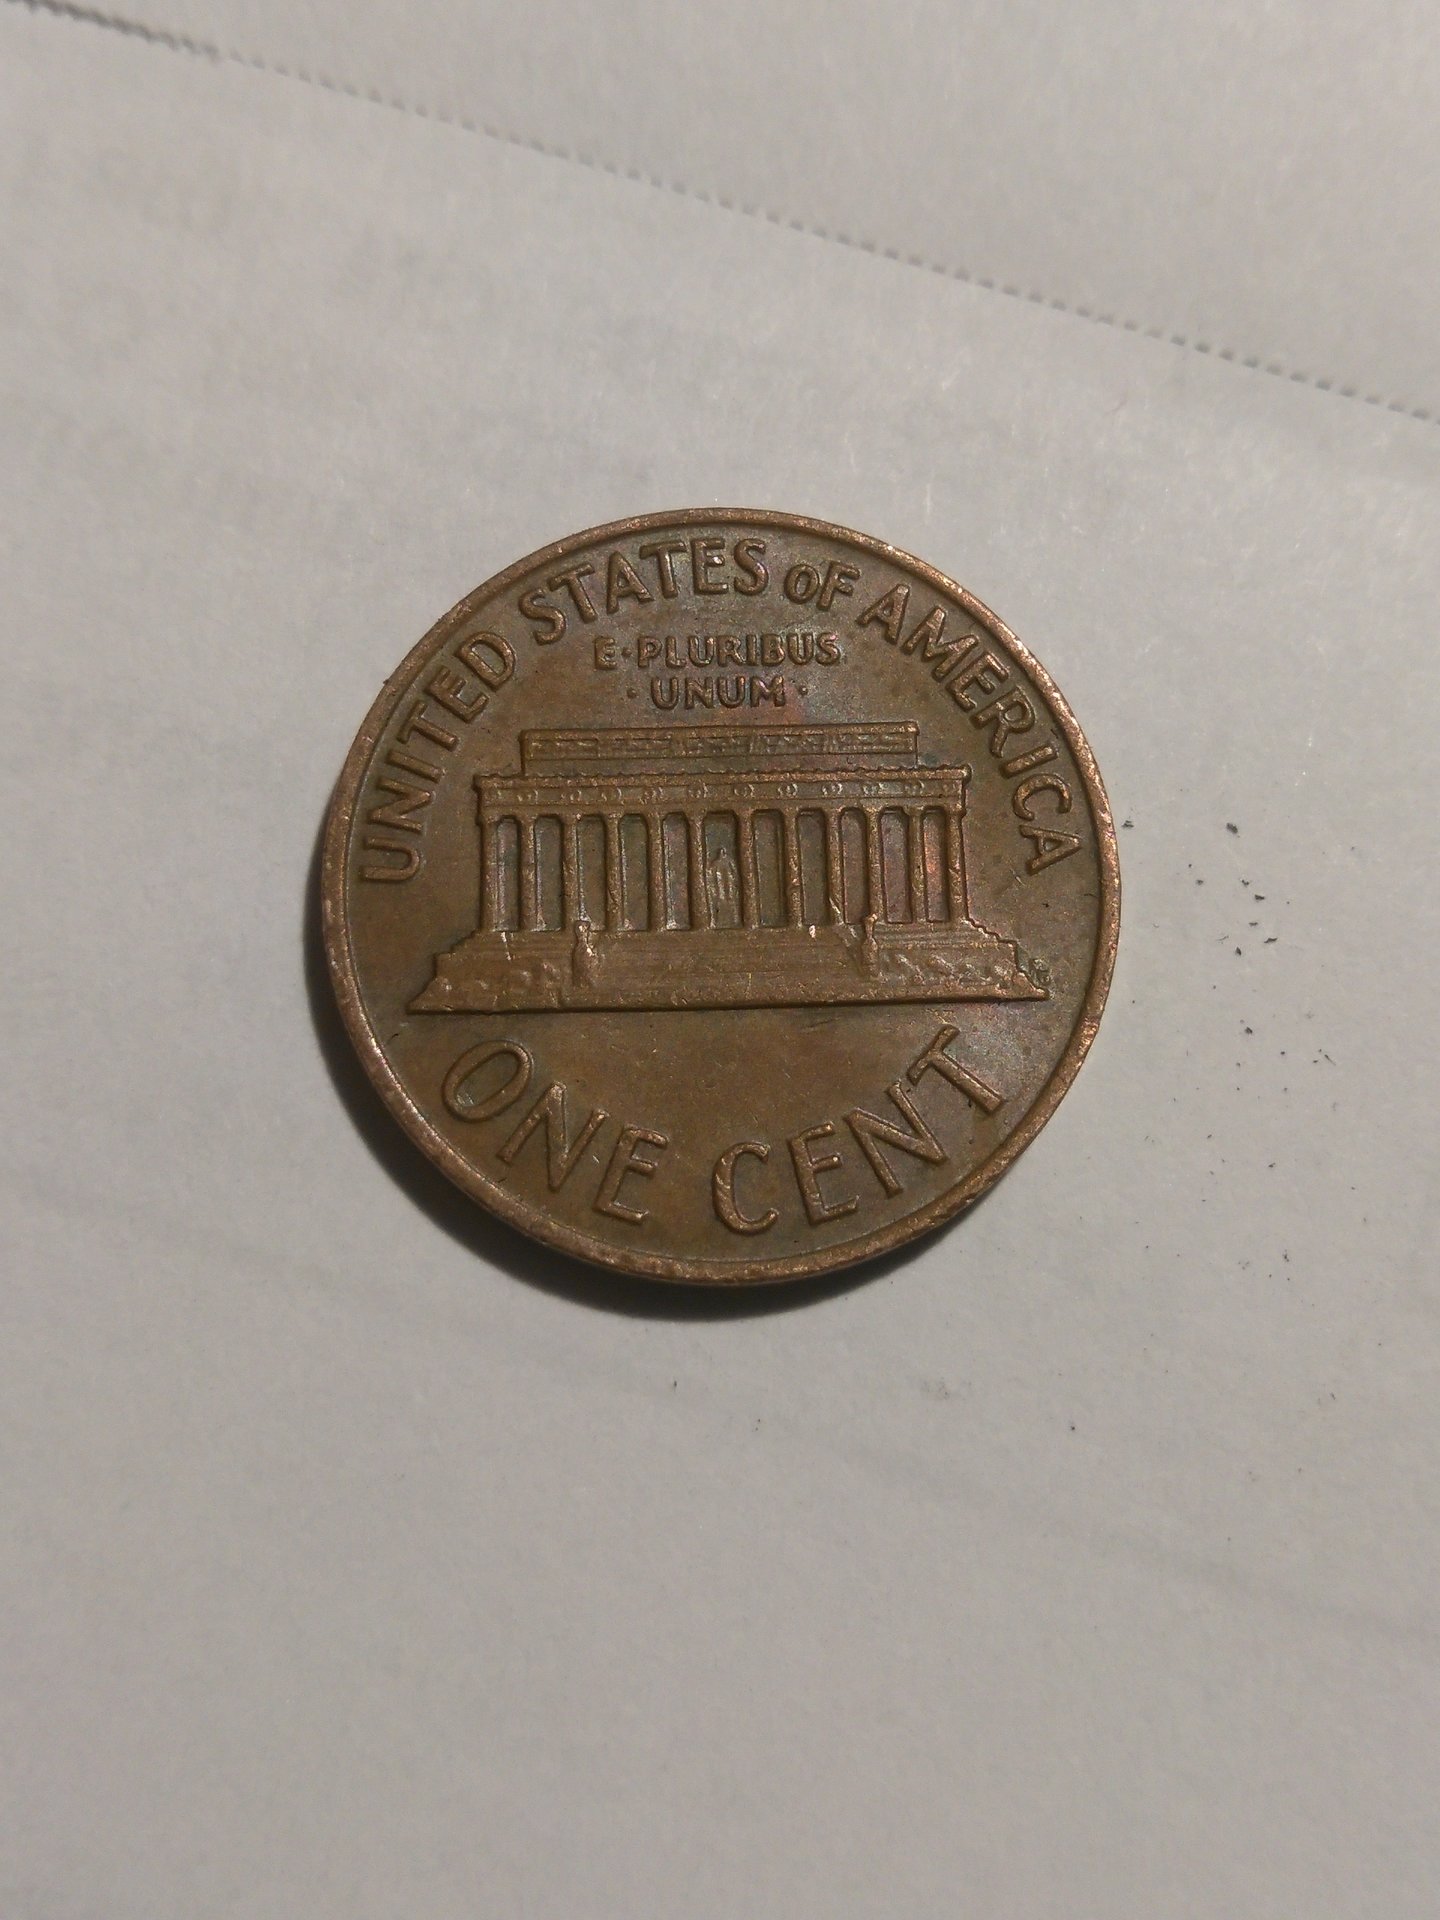 UNITED STATES OF AMERICA
E·PLURIBUS
·UNUM·
ONE CENT